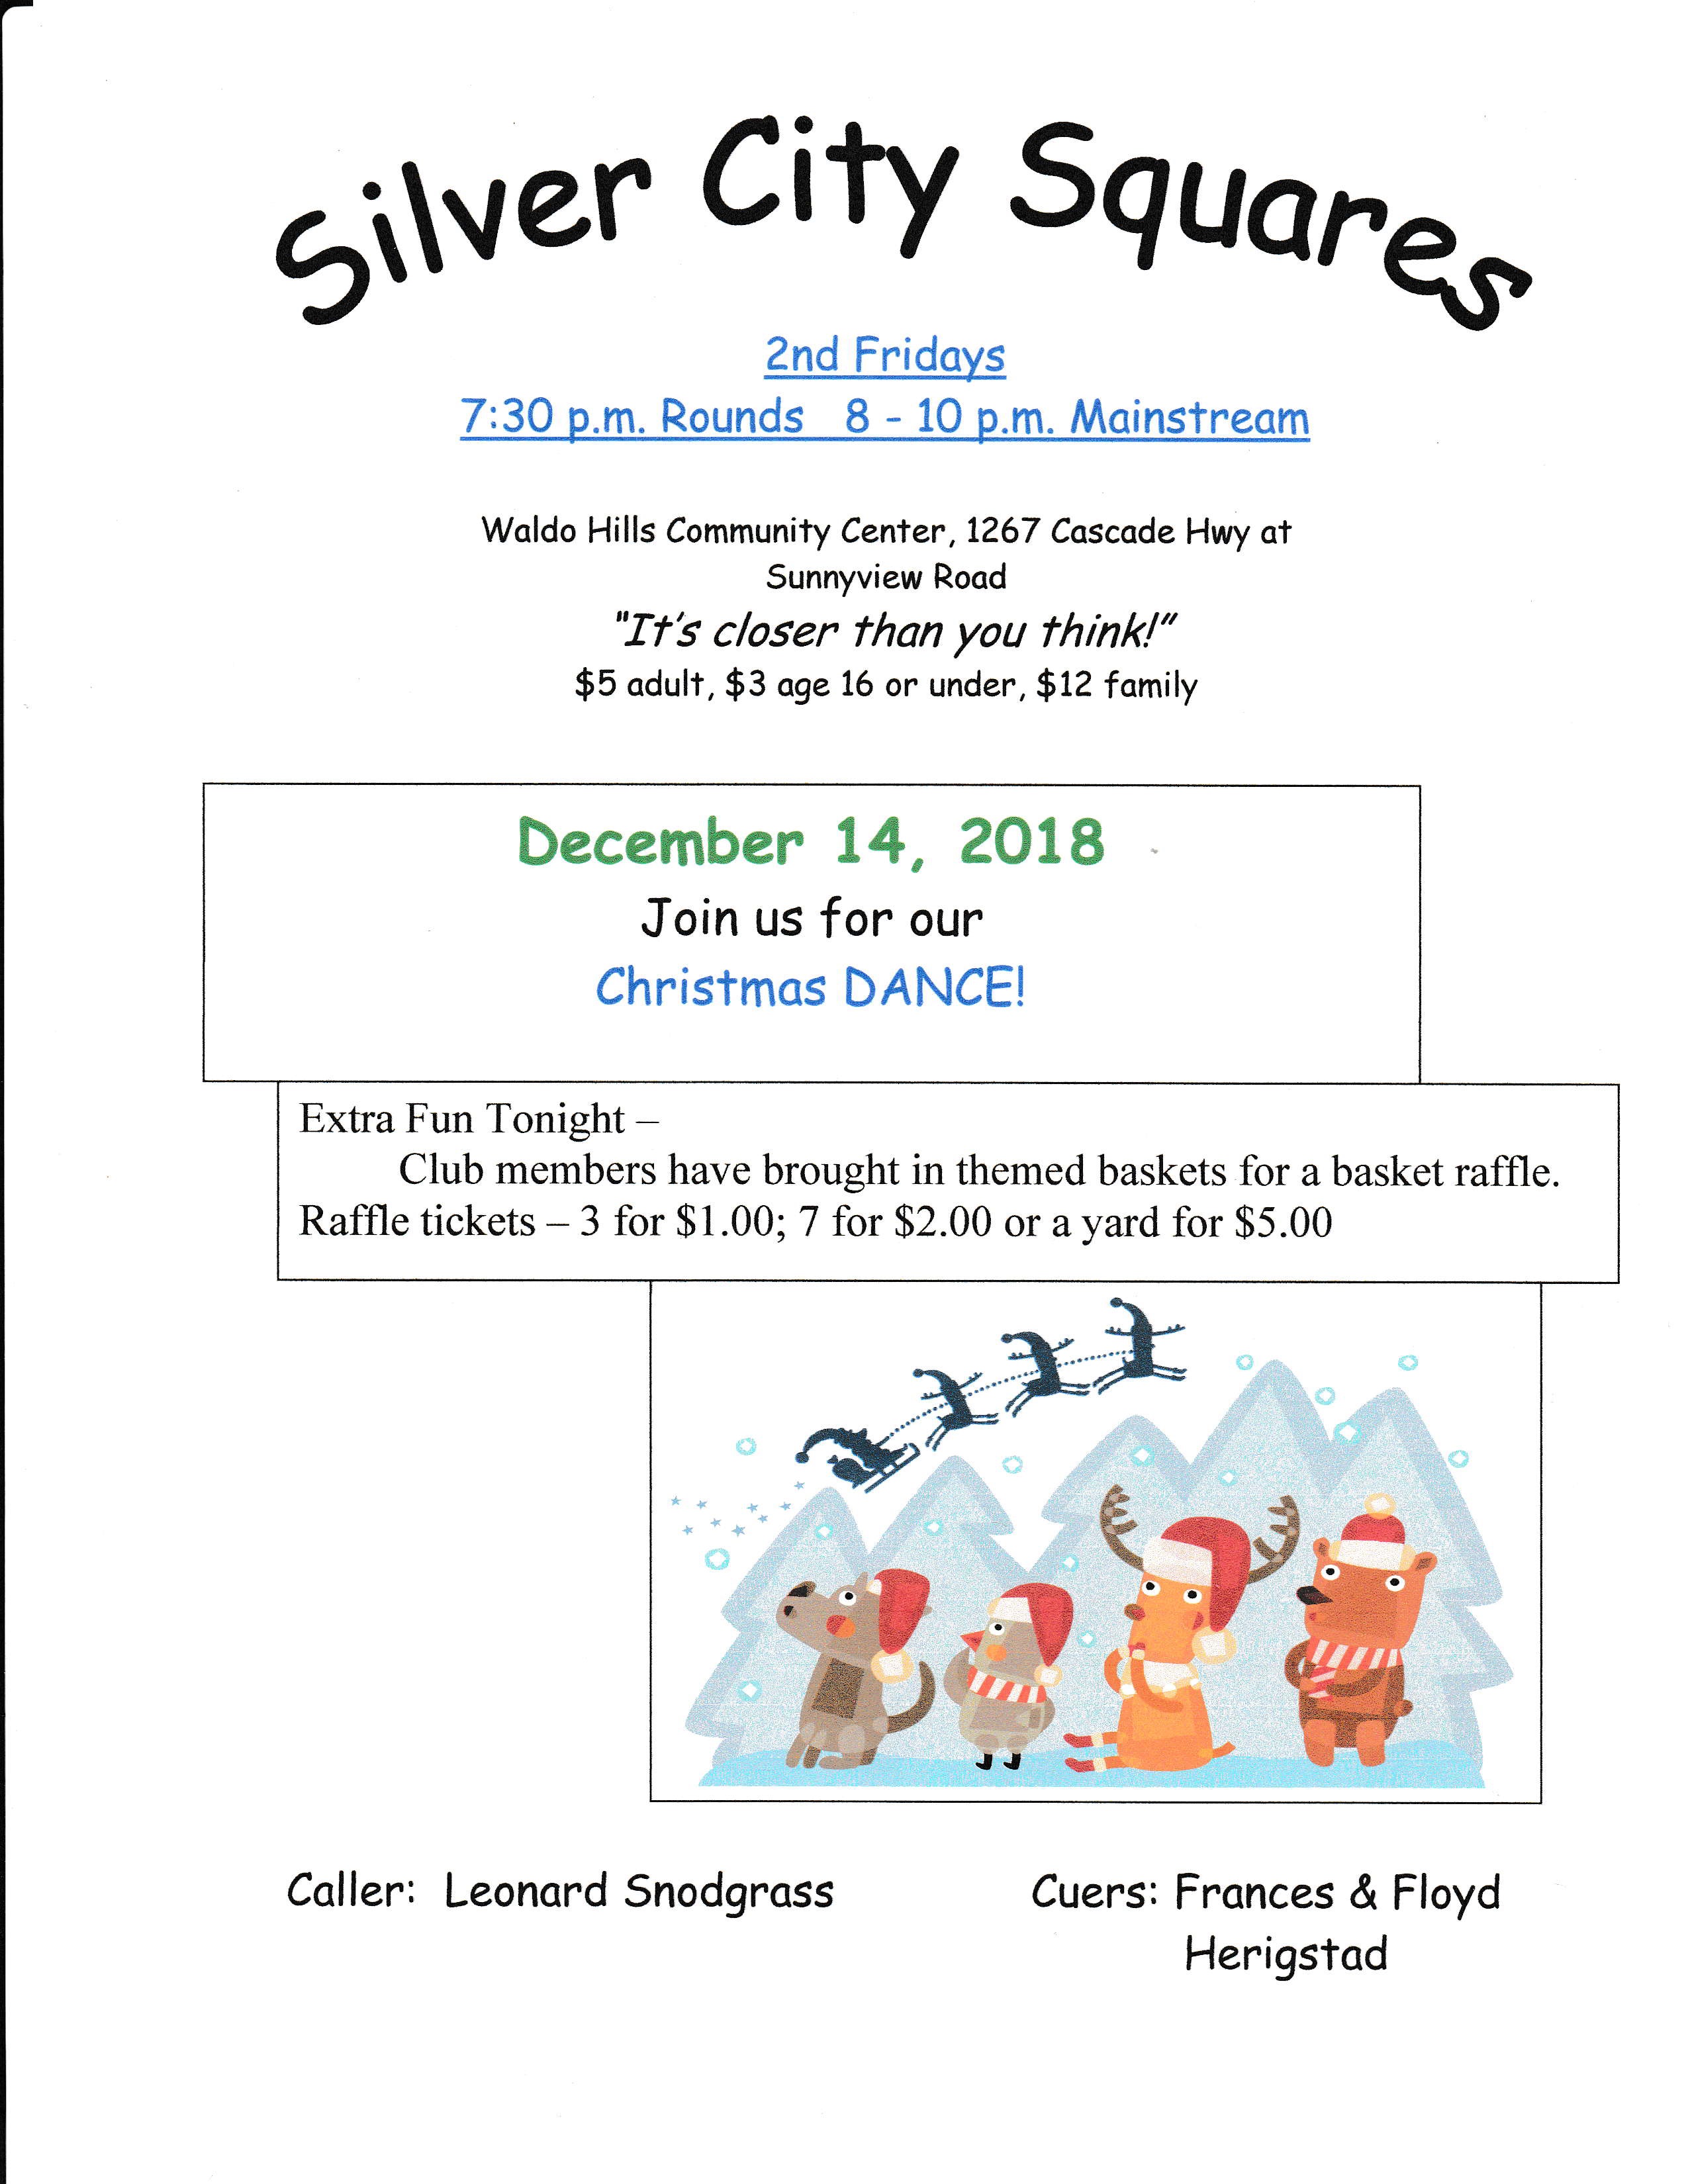 Silver City Squares
2nd Fridays
7:30 p.m. Rounds   8 - 10 p.m. Mainstream
Waldo Hills Community Center, 1267 Cascade Hwy at
Sunnyview Road
"It's closer than you think!"
$5 adult, $3 age 16 or under, $12 family
December 14, 2018
Join us for our
Christmas DANCE!
Extra Fun Tonight –
Club members have brought in themed baskets for a basket raffle.
Raffle tickets – 3 for $1.00; 7 for $2.00 or a yard for $5.00
Caller:  Leonard Snodgrass
Cuers: Frances & Floyd
Herigstad